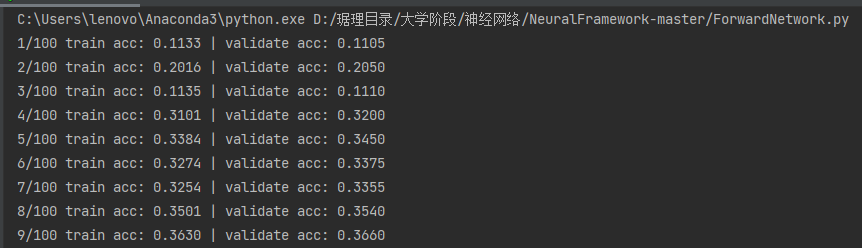 C:\Users\lenovo\Anaconda3\python.exe D:/琚理目录/大学阶段/神经网络/NeuralFramework-master/ForwardNetwork.py
1/100 train acc: 0.1133 | validate acc: 0.1105
2/100 train acc: 0.2016 | validate acc: 0.2050
3/100 train acc: 0.1135 | validate acc: 0.1110
4/100 train acc: 0.3101 | validate acc: 0.3200
5/100 train acc: 0.3384 | validate acc: 0.3450
6/100 train acc: 0.3274 | validate acc: 0.3375
7/100 train acc: 0.3254 | validate acc: 0.3355
8/100 train acc: 0.3501 | validate acc: 0.3540
9/100 train acc: 0.3630 | validate acc: 0.3660